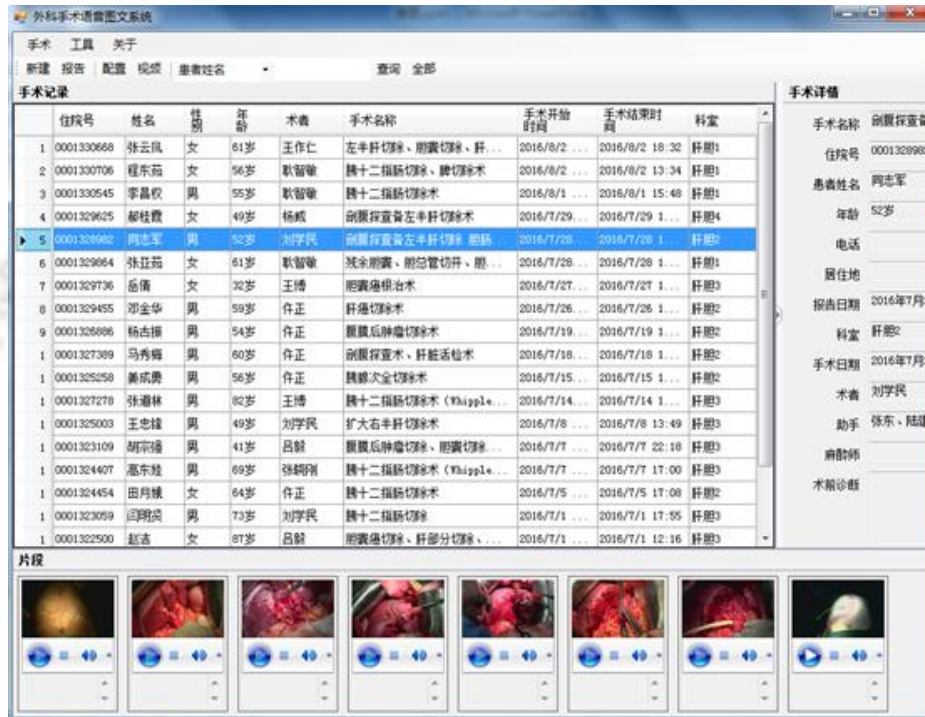 外科手术语音图文系统
手术 工具 关于
新建 报告 配置 视频 患者姓名 查询 全部
手术记录
住院号 姓名 性别 年龄 术者 手术名称 手术开始时间 手术结束时间 科室
1 0001330668 张云凤 女 61岁 王作仁 左半肝切除、胆囊切除、肝... 2016/8/2 ... 2016/8/2 18:32 肝胆1
2 0001330706 程东茹 女 56岁 耿智敏 胰十二指肠切除、脾切除术 2016/8/2 ... 2016/8/2 13:34 肝胆1
3 0001330545 李昌权 男 55岁 耿智敏 胰十二指肠切除术 2016/8/1 ... 2016/8/1 15:48 肝胆1
4 0001329625 郝桂霞 女 49岁 杨威 剖腹探查备左半肝切除术 2016/7/29... 2016/7/29 1... 肝胆4
5 0001328982 闫志军 男 52岁 刘学民 剖腹探查备左半肝切除 胆肠... 2016/7/28... 2016/7/28 1... 肝胆2
6 0001329864 张亚茹 女 61岁 耿智敏 残余胆囊、胆总管切开、胆... 2016/7/28... 2016/7/28 1... 肝胆1
7 0001329736 岳倩 女 32岁 王博 胆囊癌根治术 2016/7/27... 2016/7/27 1... 肝胆3
8 0001329455 邓金华 男 59岁 仵正 肝癌切除术 2016/7/26... 2016/7/26 1... 肝胆2
9 0001326886 杨古振 男 54岁 仵正 腹膜后肿瘤切除术 2016/7/19... 2016/7/19 1... 肝胆2
1 0001327389 马秀梅 男 60岁 仵正 剖腹探查术、肝脏活检术 2016/7/18... 2016/7/18 1... 肝胆2
1 0001325258 姜成勇 男 56岁 仵正 胰腺次全切除术 2016/7/15... 2016/7/15 1... 肝胆2
1 0001327278 张道林 男 82岁 王博 胰十二指肠切除术（Whipple... 2016/7/14... 2016/7/14 1... 肝胆3
1 0001325003 王忠锋 男 49岁 刘学民 扩大右半肝切除术 2016/7/8 ... 2016/7/8 13:49 肝胆3
1 0001323109 胡宗强 男 41岁 吕毅 腹膜后肿瘤切除、胆囊切除... 2016/7/7 ... 2016/7/7 22:18 肝胆3
1 0001324407 高东 男 69岁 张 刚 胰十二指肠切除术（Whipple... 2016/7/7 ... 2016/7/7 17:00 肝胆3
1 0001324454 田月娥 女 64岁 仵正 胰十二指肠切除术 2016/7/5 ... 2016/7/5 17:08 肝胆2
1 0001323059 闫明 男 73岁 刘学民 胰十二指肠切除 2016/7/1 ... 2016/7/1 17:55 肝胆3
1 0001322500 赵吉 女 87岁 吕毅 胆囊癌切除、肝部分切除、... 2016/7/1 ... 2016/7/1 12:16 肝胆3
手术详情
手术名称 剖腹探查备
住院号 000132898
患者姓名 闫志军
年龄 52岁
电话
居住地
报告日期 2016年7月
科室 肝胆2
手术日期 2016年7月
术者 刘学民
助手 张东、陆
麻醉师
术前诊断
片段